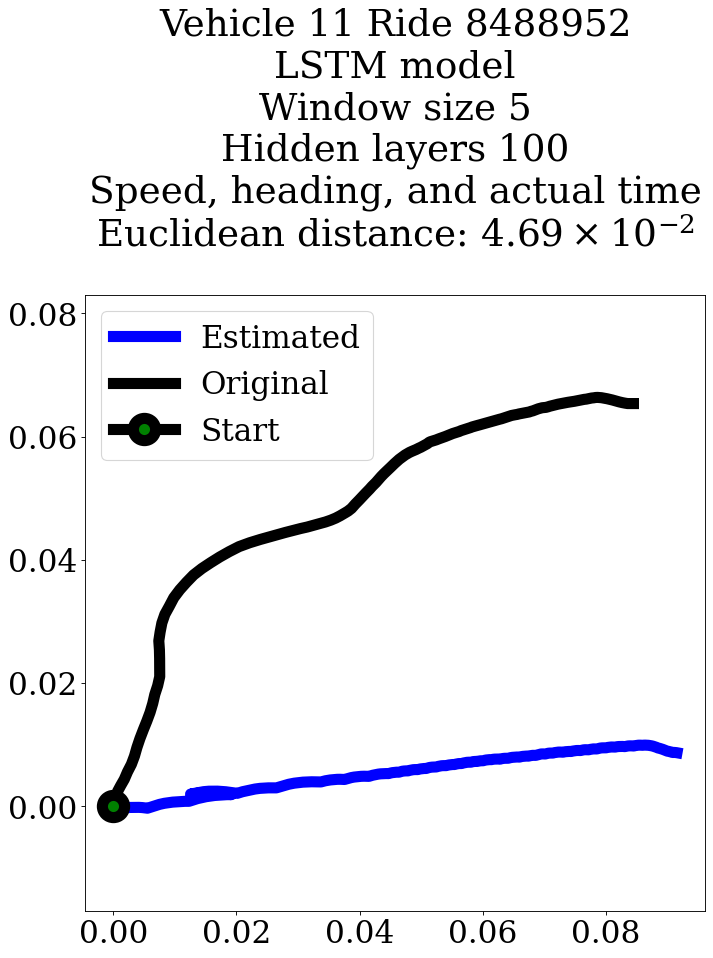 Vehicle 11 Ride 8488952
LSTM model
Window size 5
Hidden layers 100
Speed, heading, and actual time
Euclidean distance: 4.69 × 10⁻²
Estimated
Original
Start
0.08
0.06
0.04
0.02
0.00
0.00 0.02 0.04 0.06 0.08